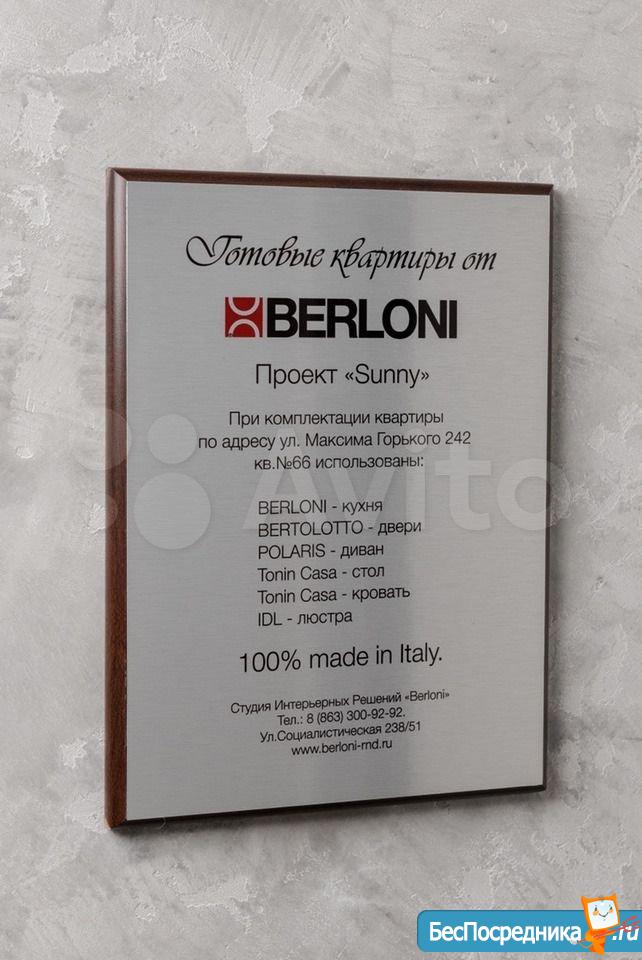 Готовые квартиры от
BERLONI
Проект «Sunny»
При комплектации квартиры
по адресу ул. Максима Горького 242
кв.№66 использованы:
BERLONI - кухня
BERTOLOTTO - двери
POLARIS - диван
Tonin Casa - стол
Tonin Casa - кровать
IDL - люстра
100% made in Italy.
Студия Интерьерных Решений «Berloni»
Тел.: 8 (863) 300-92-92.
Ул.Социалистическая 238/51
www.berloni-rnd.ru
Avito
БесПосредника.ru